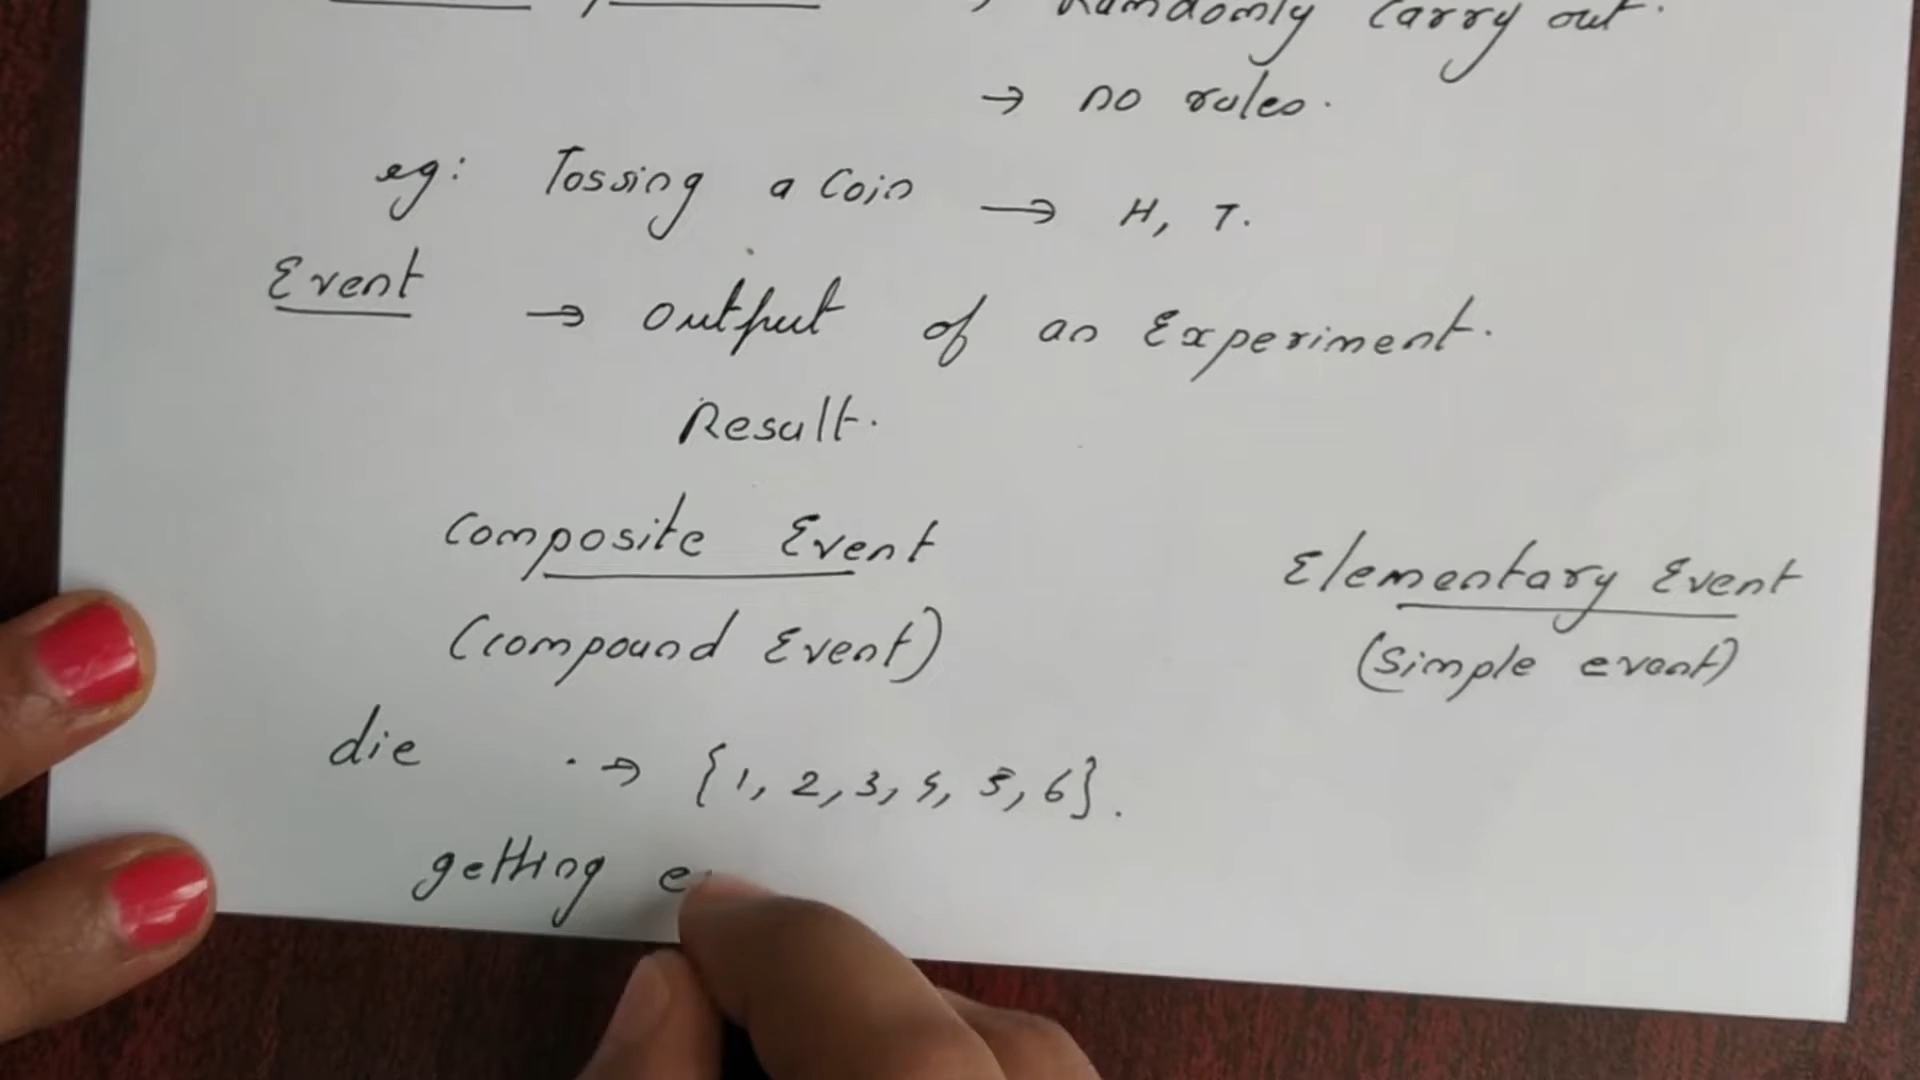 Randomly Carry out.
→ no rules.
eg: Tossing a Coin → H, T.
Event → output of an Experiment.
Result.
Composite Event
Elementary Event
(Compound Event)
(Simple event)
die → {1, 2, 3, 4, 5, 6}.
getting e